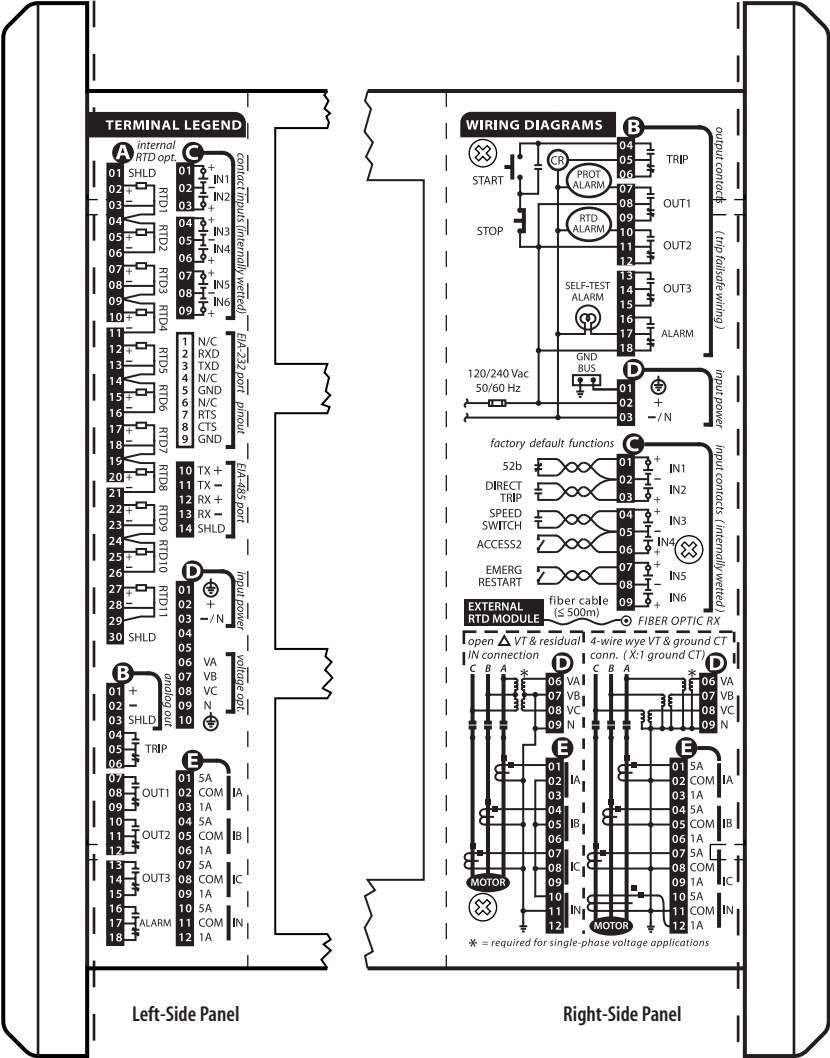 TERMINAL LEGEND
A
internal
RTD opt.
01 SHLD
02 +
03 −
RTD1
04
05 +
06 −
RTD2
07 +
08 −
09
RTD3
10 +
11 −
RTD4
12 +
13 −
14
RTD5
15 +
16 −
RTD6
17 +
18 −
19
RTD7
20 +
21 −
RTD8
22 +
23 −
24
RTD9
25 +
26 −
RTD10
27 +
28 −
29
RTD11
30 SHLD
B
analog out
01 +
02 −
03 SHLD
04
05 TRIP
06
07
08 OUT1
09
10
11 OUT2
12
13
14 OUT3
15
16
17 ALARM
18
C
contact inputs (internally wetted)
01 +
02 − IN1
03 + IN2
04 +
05 − IN3
06 + IN4
07 +
08 − IN5
09 + IN6
EIA-232 port pinout
1 N/C
2 RXD
3 TXD
4 N/C
5 GND
6 N/C
7 RTS
8 CTS
9 GND
EIA-485 port
10 TX +
11 TX −
12 RX +
13 RX −
14 SHLD
D
input power
01
02 +
03 −/N
04
05
voltage opt.
06 VA
07 VB
08 VC
09 N
10
E
01 5A
02 COM IA
03 1A
04 5A
05 COM IB
06 1A
07 5A
08 COM IC
09 1A
10 5A
11 COM IN
12 1A
Left-Side Panel
WIRING DIAGRAMS
B
output contacts
(trip failsafe wiring)
START
STOP
CR
PROT
ALARM
RTD
ALARM
SELF-TEST
ALARM
04
05 TRIP
06
07
08 OUT1
09
10
11 OUT2
12
13
14 OUT3
15
16
17 ALARM
18
GND
BUS
120/240 Vac
50/60 Hz
D
input power
01
02 +
03 −/N
factory default functions
C
input contacts (internally wetted)
52b
DIRECT
TRIP
SPEED
SWITCH
ACCESS2
EMERG
RESTART
01 +
02 − IN1
03 + IN2
04 +
05 − IN3
06 + IN4
07 +
08 − IN5
09 + IN6
EXTERNAL
RTD MODULE
fiber cable
(≤ 500m)
FIBER OPTIC RX
open Δ VT & residual
IN connection
C B A
*
D
06 VA
07 VB
08 VC
09 N
E
01
02 IA
03
04
05 IB
06
07
08 IC
09
10
11 IN
12
MOTOR
4-wire wye VT & ground CT
conn. (X:1 ground CT)
C B A
*
D
06 VA
07 VB
08 VC
09 N
E
01 5A
02 COM IA
03 1A
04 5A
05 COM IB
06 1A
07 5A
08 COM
09 1A IC
10 5A
11 COM IN
12 1A
MOTOR
* = required for single-phase voltage applications
Right-Side Panel